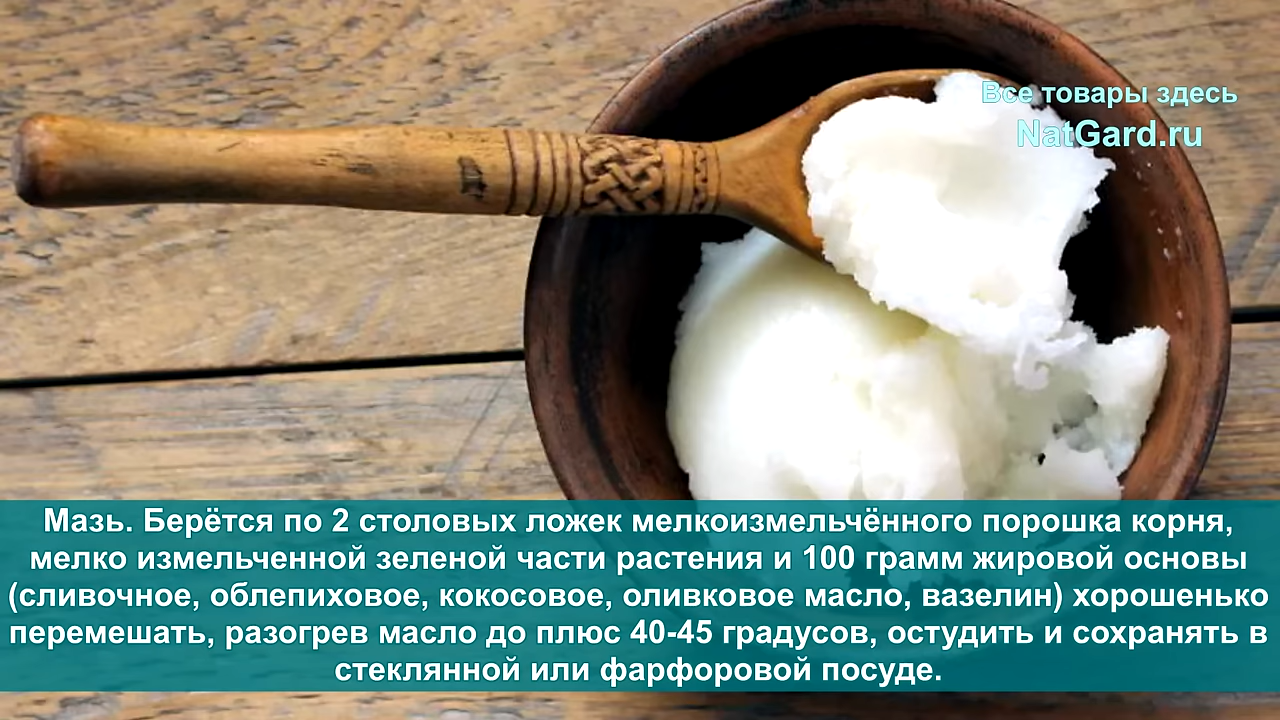 Все товары здесь
NatGard.ru
Мазь. Берётся по 2 столовых ложек мелкоизмельчённого порошка корня,
мелко измельченной зеленой части растения и 100 грамм жировой основы
(сливочное, облепиховое, кокосовое, оливковое масло, вазелин) хорошенько
перемешать, разогрев масло до плюс 40-45 градусов, остудить и сохранять в
стеклянной или фарфоровой посуде.